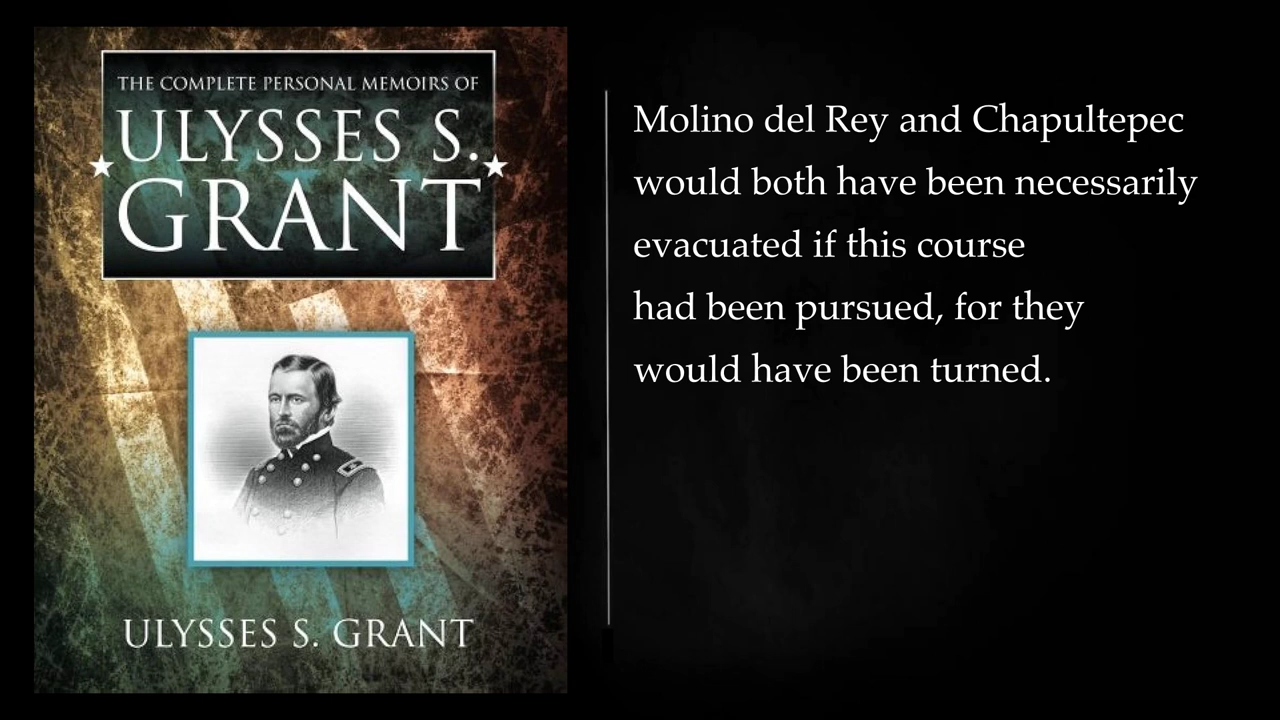 THE COMPLETE PERSONAL MEMOIRS OF
ULYSSES S.
GRANT
ULYSSES S. GRANT
Molino del Rey and Chapultepec
would both have been necessarily
evacuated if this course
had been pursued, for they
would have been turned.